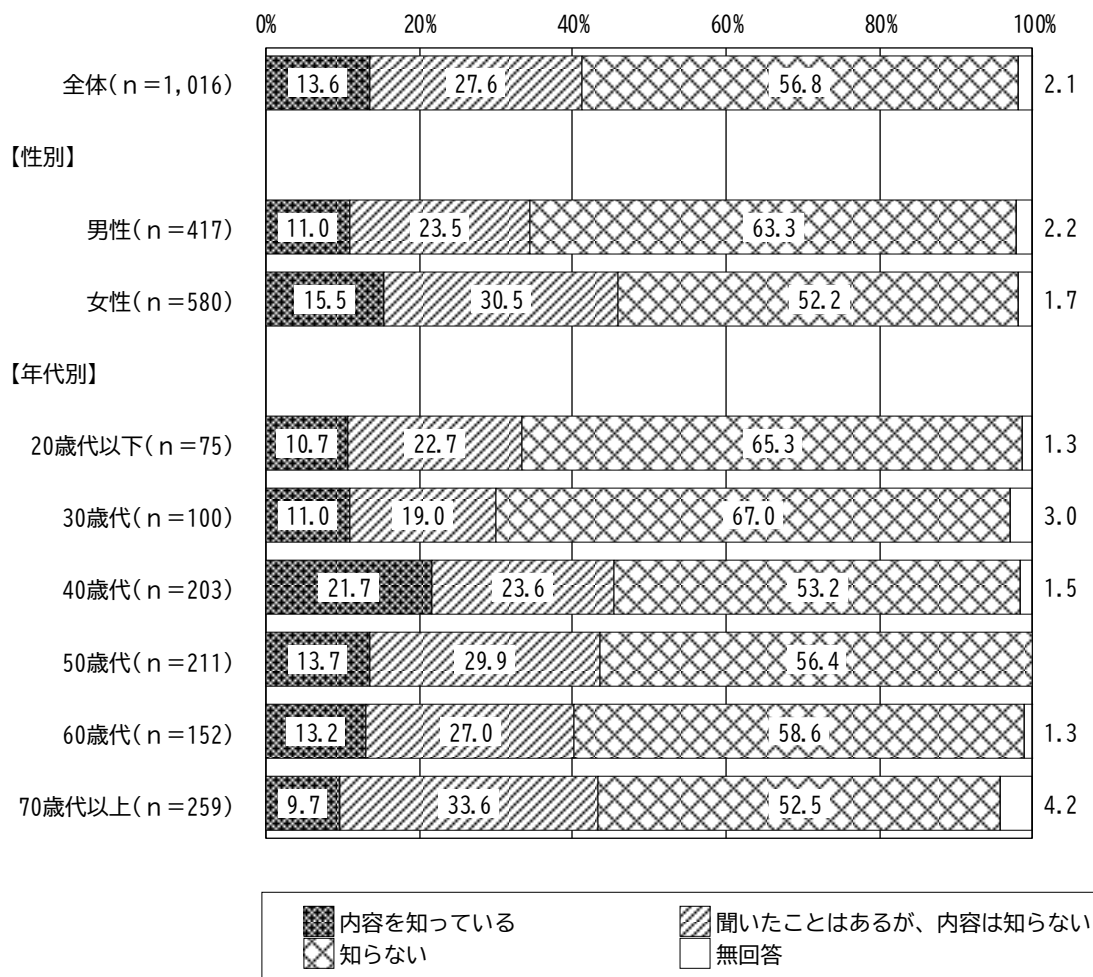 0% 20% 40% 60% 80% 100%
全体(ｎ＝1,016) 13.6 27.6 56.8 2.1
【性別】
男性(ｎ＝417) 11.0 23.5 63.3 2.2
女性(ｎ＝580) 15.5 30.5 52.2 1.7
【年代別】
20歳代以下(ｎ＝75) 10.7 22.7 65.3 1.3
30歳代(ｎ＝100) 11.0 19.0 67.0 3.0
40歳代(ｎ＝203) 21.7 23.6 53.2 1.5
50歳代(ｎ＝211) 13.7 29.9 56.4
60歳代(ｎ＝152) 13.2 27.0 58.6 1.3
70歳代以上(ｎ＝259) 9.7 33.6 52.5 4.2
内容を知っている 聞いたことはあるが、内容は知らない
知らない 無回答